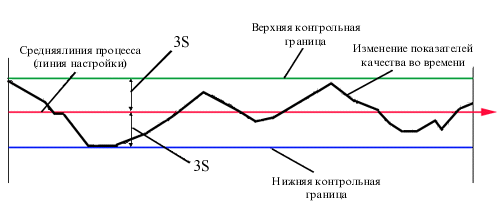 Верхняя контрольная
граница
Средняялиния процесса
(линия настройки)
3S
Изменение показателей
качества во времени
3S
Нижняя контрольная
граница